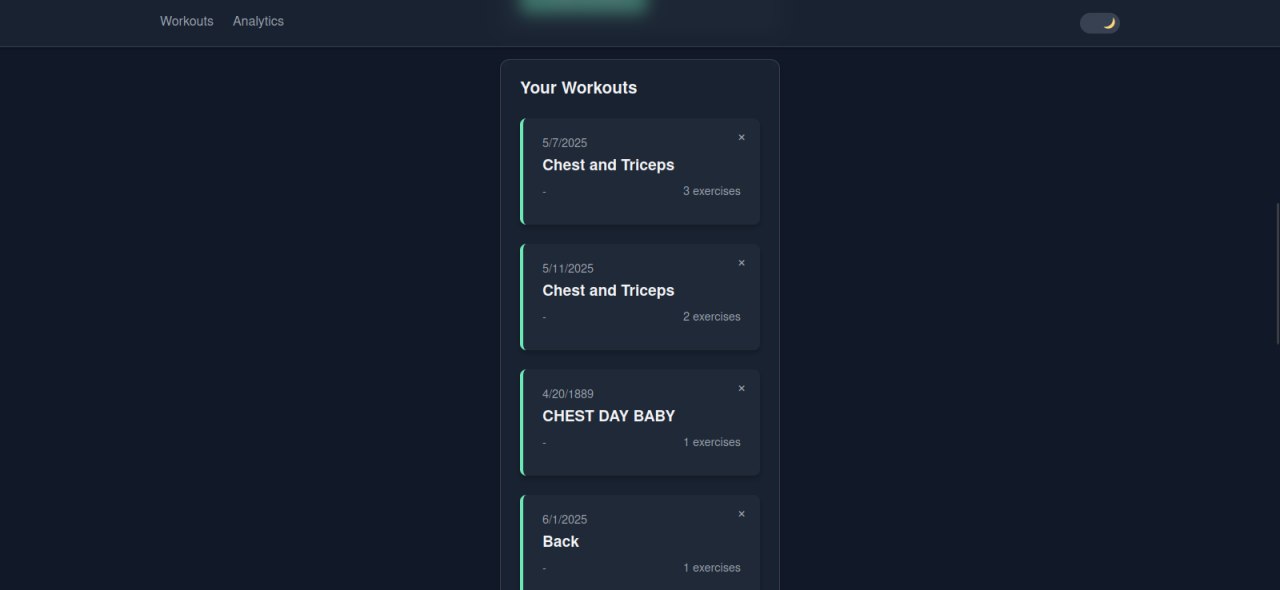 Workouts Analytics
Your Workouts
5/7/2025 ×
Chest and Triceps
- 3 exercises
5/11/2025 ×
Chest and Triceps
- 2 exercises
4/20/1889 ×
CHEST DAY BABY
- 1 exercises
6/1/2025 ×
Back
- 1 exercises